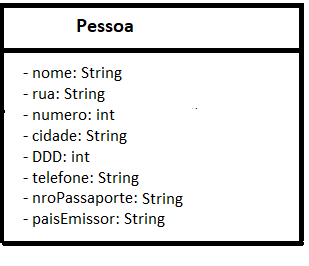 Pessoa
- nome: String
- rua: String
- numero: int
- cidade: String
- DDD: int
- telefone: String
- nroPassaporte: String
- paisEmissor: String